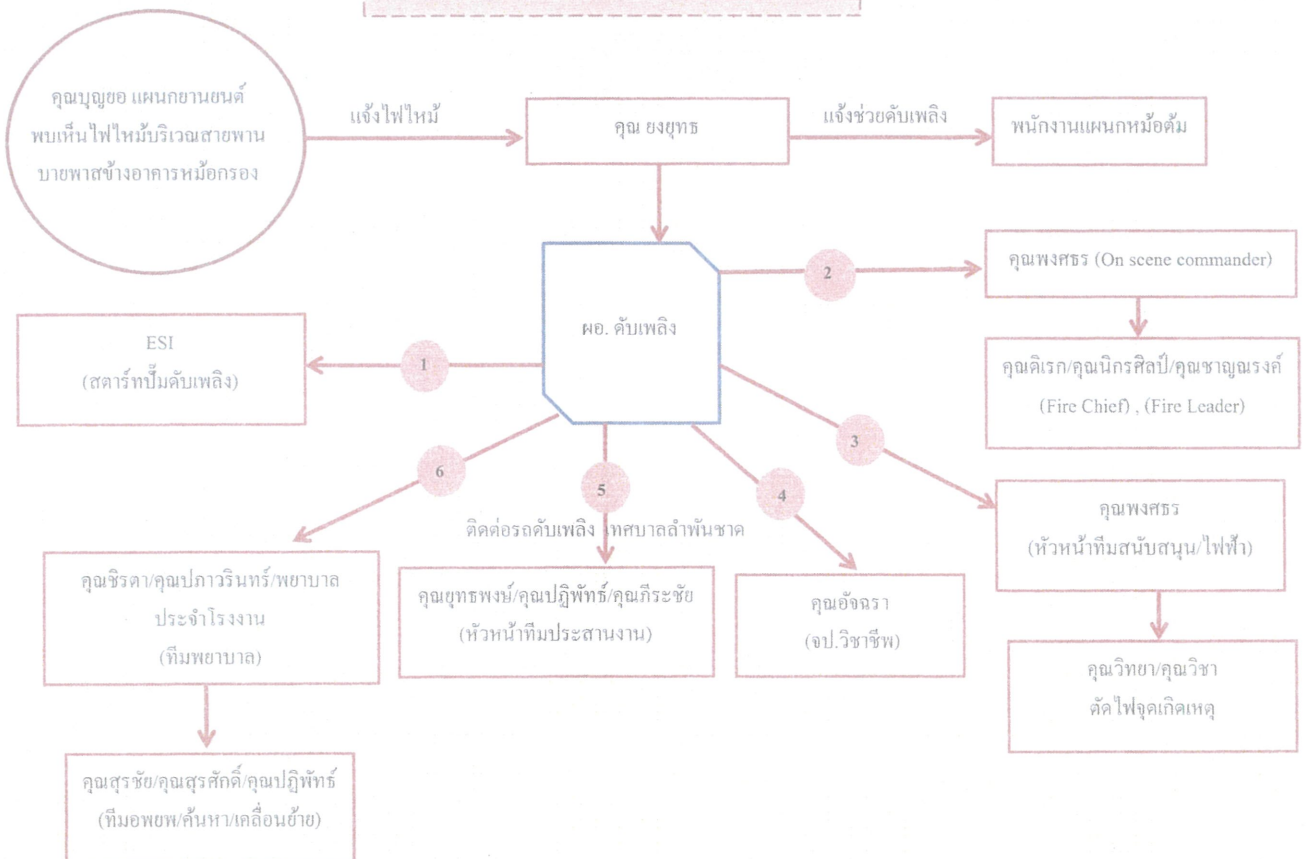 คุณบุญยอ แผนกยานยนต์
พบเห็นไฟไหม้บริเวณสายพาน
บายพาสข้างอาคารหม้อกรอง
แจ้งไฟไหม้
คุณ ยงยุทธ
แจ้งช่วยดับเพลิง
พนักงานแผนกหม้อต้ม
ผอ. ดับเพลิง
1
ESI
(สตาร์ทปั๊มดับเพลิง)
2
คุณพงศธร (On scene commander)
คุณดิเรก/คุณนิกรศิลป์/คุณชาญณรงค์
(Fire Chief) , (Fire Leader)
3
คุณพงศธร
(หัวหน้าทีมสนับสนุน/ไฟฟ้า)
คุณวิทยา/คุณวิชา
ตัดไฟจุดเกิดเหตุ
4
คุณอัจฉรา
(จป.วิชาชีพ)
5
ติดต่อรถดับเพลิง เทศบาลลำพันชาด
คุณยุทธพงษ์/คุณปฏิพัทธ์/คุณภีระชัย
(หัวหน้าทีมประสานงาน)
6
คุณชิรดา/คุณปภาวรินทร์/พยาบาล
ประจำโรงงาน
(ทีมพยาบาล)
คุณสุรชัย/คุณสุรศักดิ์/คุณปฏิพัทธ์
(ทีมอพยพ/ค้นหา/เคลื่อนย้าย)